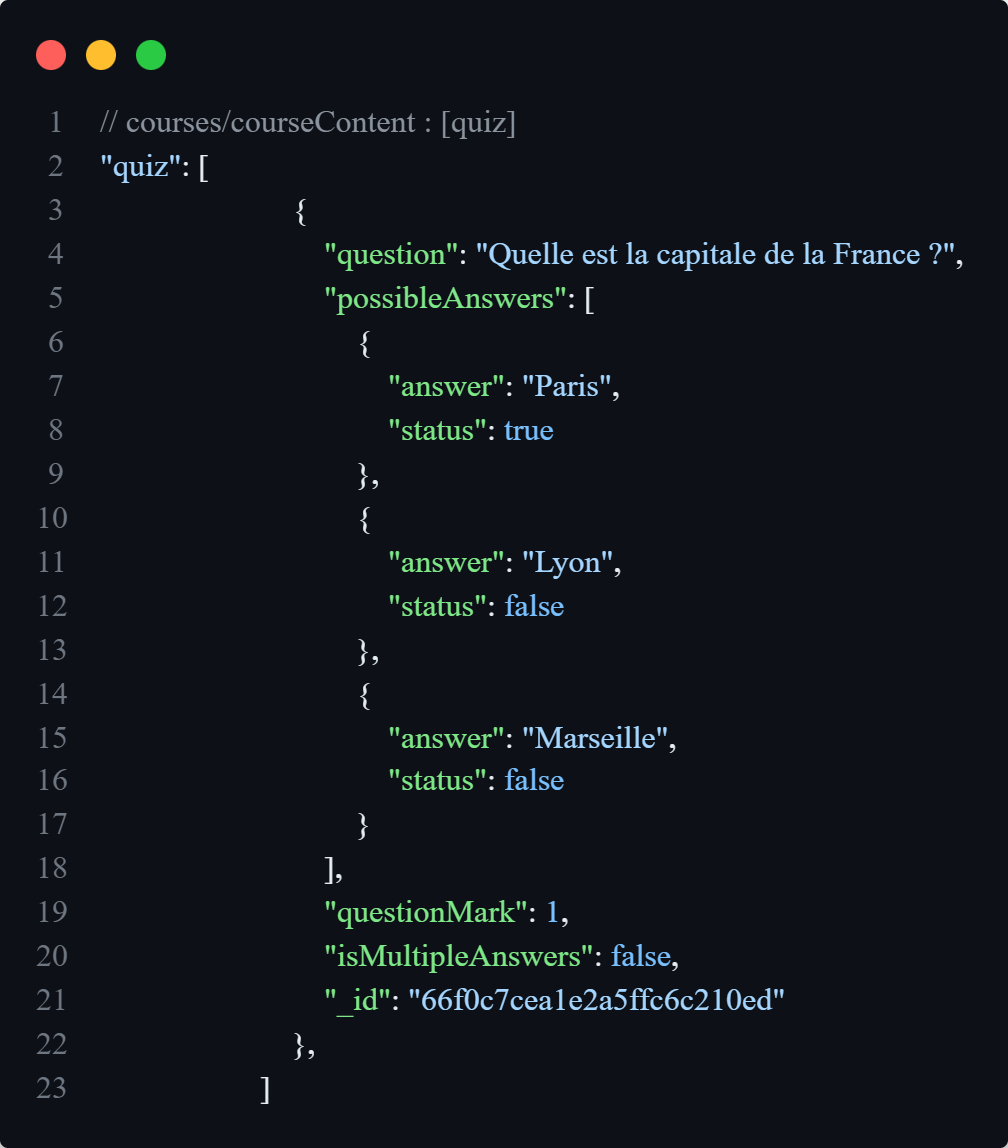 1 // courses/courseContent : [quiz]
2 "quiz": [
3 {
4 "question": "Quelle est la capitale de la France ?",
5 "possibleAnswers": [
6 {
7 "answer": "Paris",
8 "status": true
9 },
10 {
11 "answer": "Lyon",
12 "status": false
13 },
14 {
15 "answer": "Marseille",
16 "status": false
17 }
18 ],
19 "questionMark": 1,
20 "isMultipleAnswers": false,
21 "_id": "66f0c7cea1e2a5ffc6c210ed"
22 },
23 ]